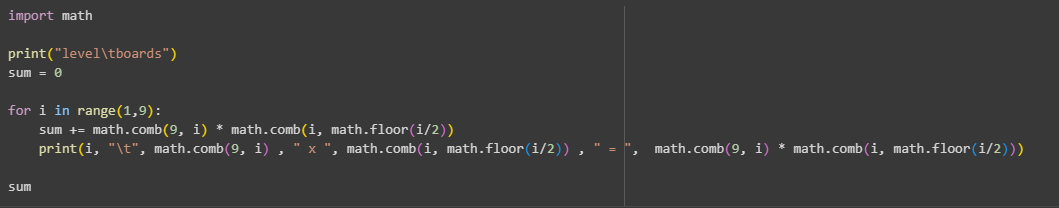 import math
print("level\tboards")
sum = 0
for i in range(1,9):
    sum += math.comb(9, i) * math.comb(i, math.floor(i/2))
    print(i, "\t", math.comb(9, i) , " x ", math.comb(i, math.floor(i/2)) , " = ",  math.comb(9, i) * math.comb(i, math.floor(i/2)))
sum